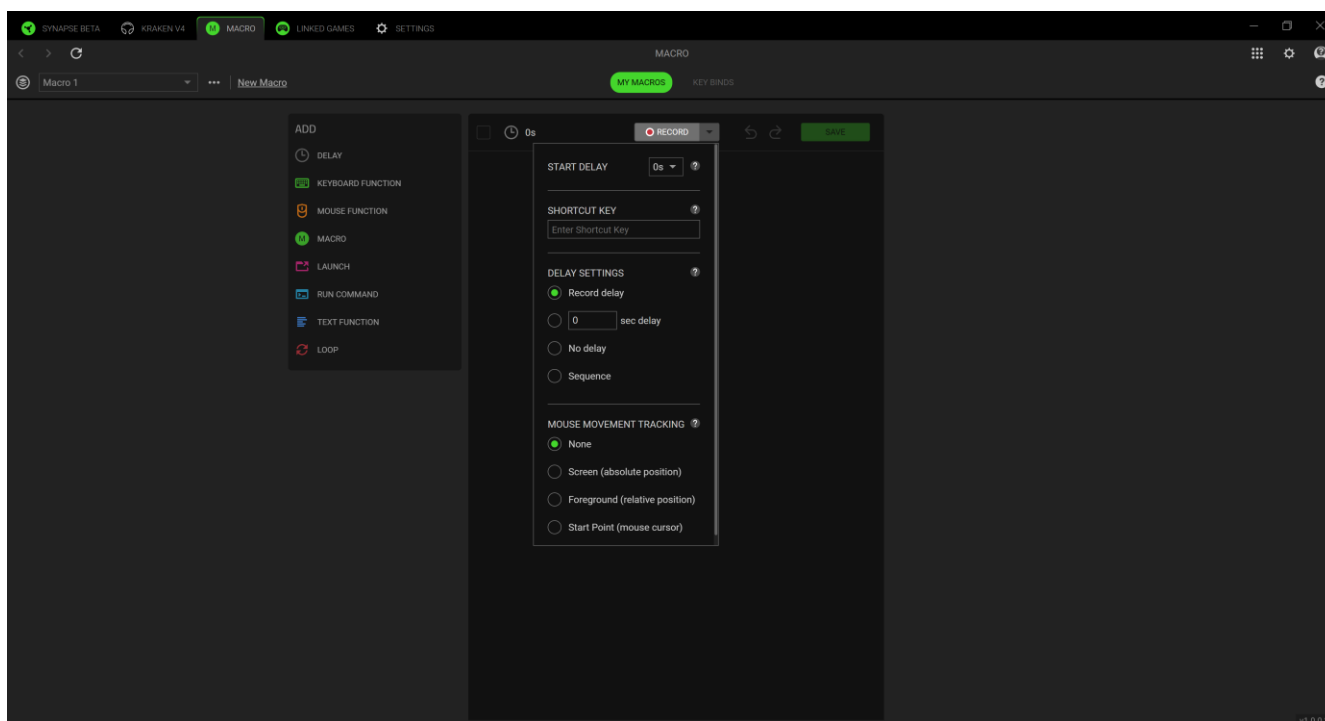 SYNAPSE BETA KRAKEN V4 M MACRO LINKED GAMES SETTINGS
MACRO
Macro 1 New Macro MY MACROS KEY BINDS
ADD
DELAY
KEYBOARD FUNCTION
MOUSE FUNCTION
M MACRO
LAUNCH
RUN COMMAND
TEXT FUNCTION
LOOP
0s RECORD SAVE
START DELAY 0s ?
SHORTCUT KEY ?
Enter Shortcut Key
DELAY SETTINGS ?
Record delay
0 sec delay
No delay
Sequence
MOUSE MOVEMENT TRACKING ?
None
Screen (absolute position)
Foreground (relative position)
Start Point (mouse cursor)